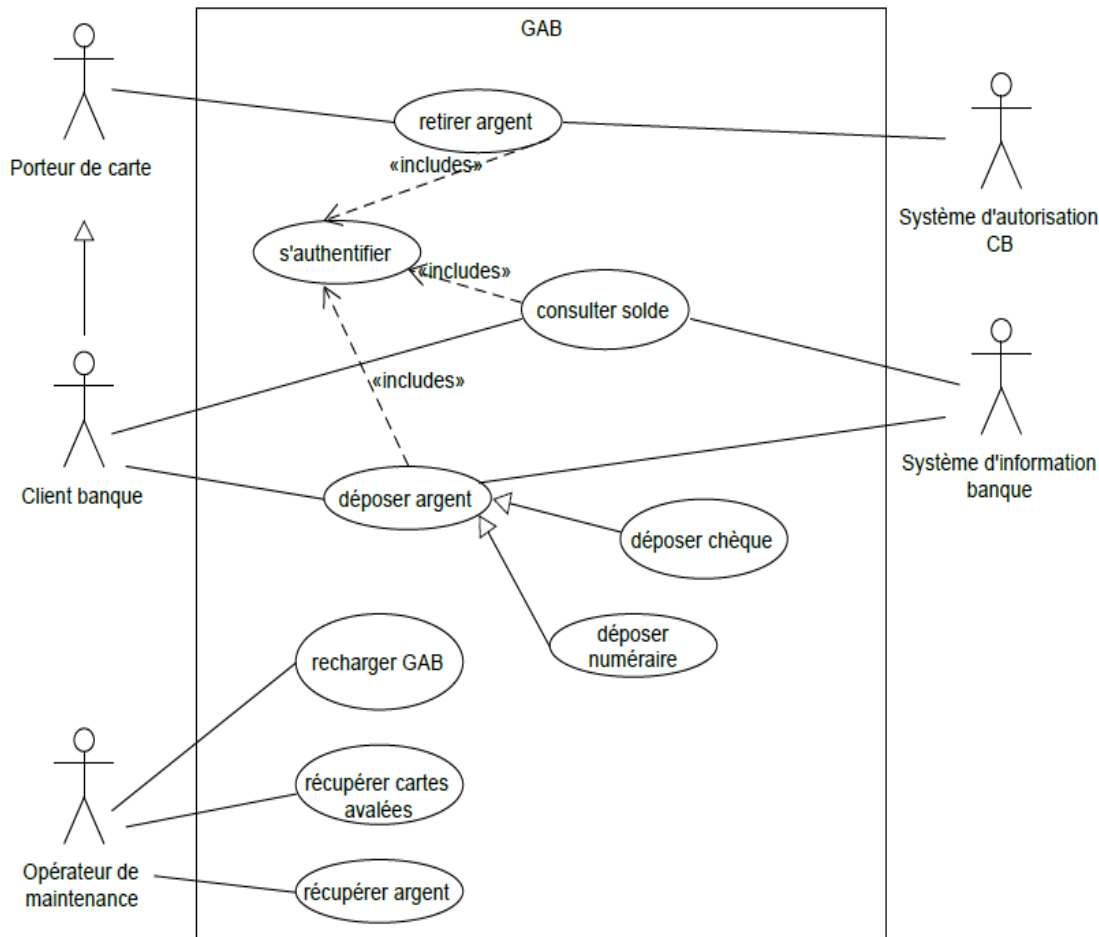 GAB
retirer argent
Porteur de carte
«includes»
Système d'autorisation
CB
s'authentifier
«includes»
consulter solde
«includes»
Client banque
déposer argent
Système d'information
banque
déposer chèque
déposer
numéraire
recharger GAB
récupérer cartes
avalées
Opérateur de
maintenance
récupérer argent